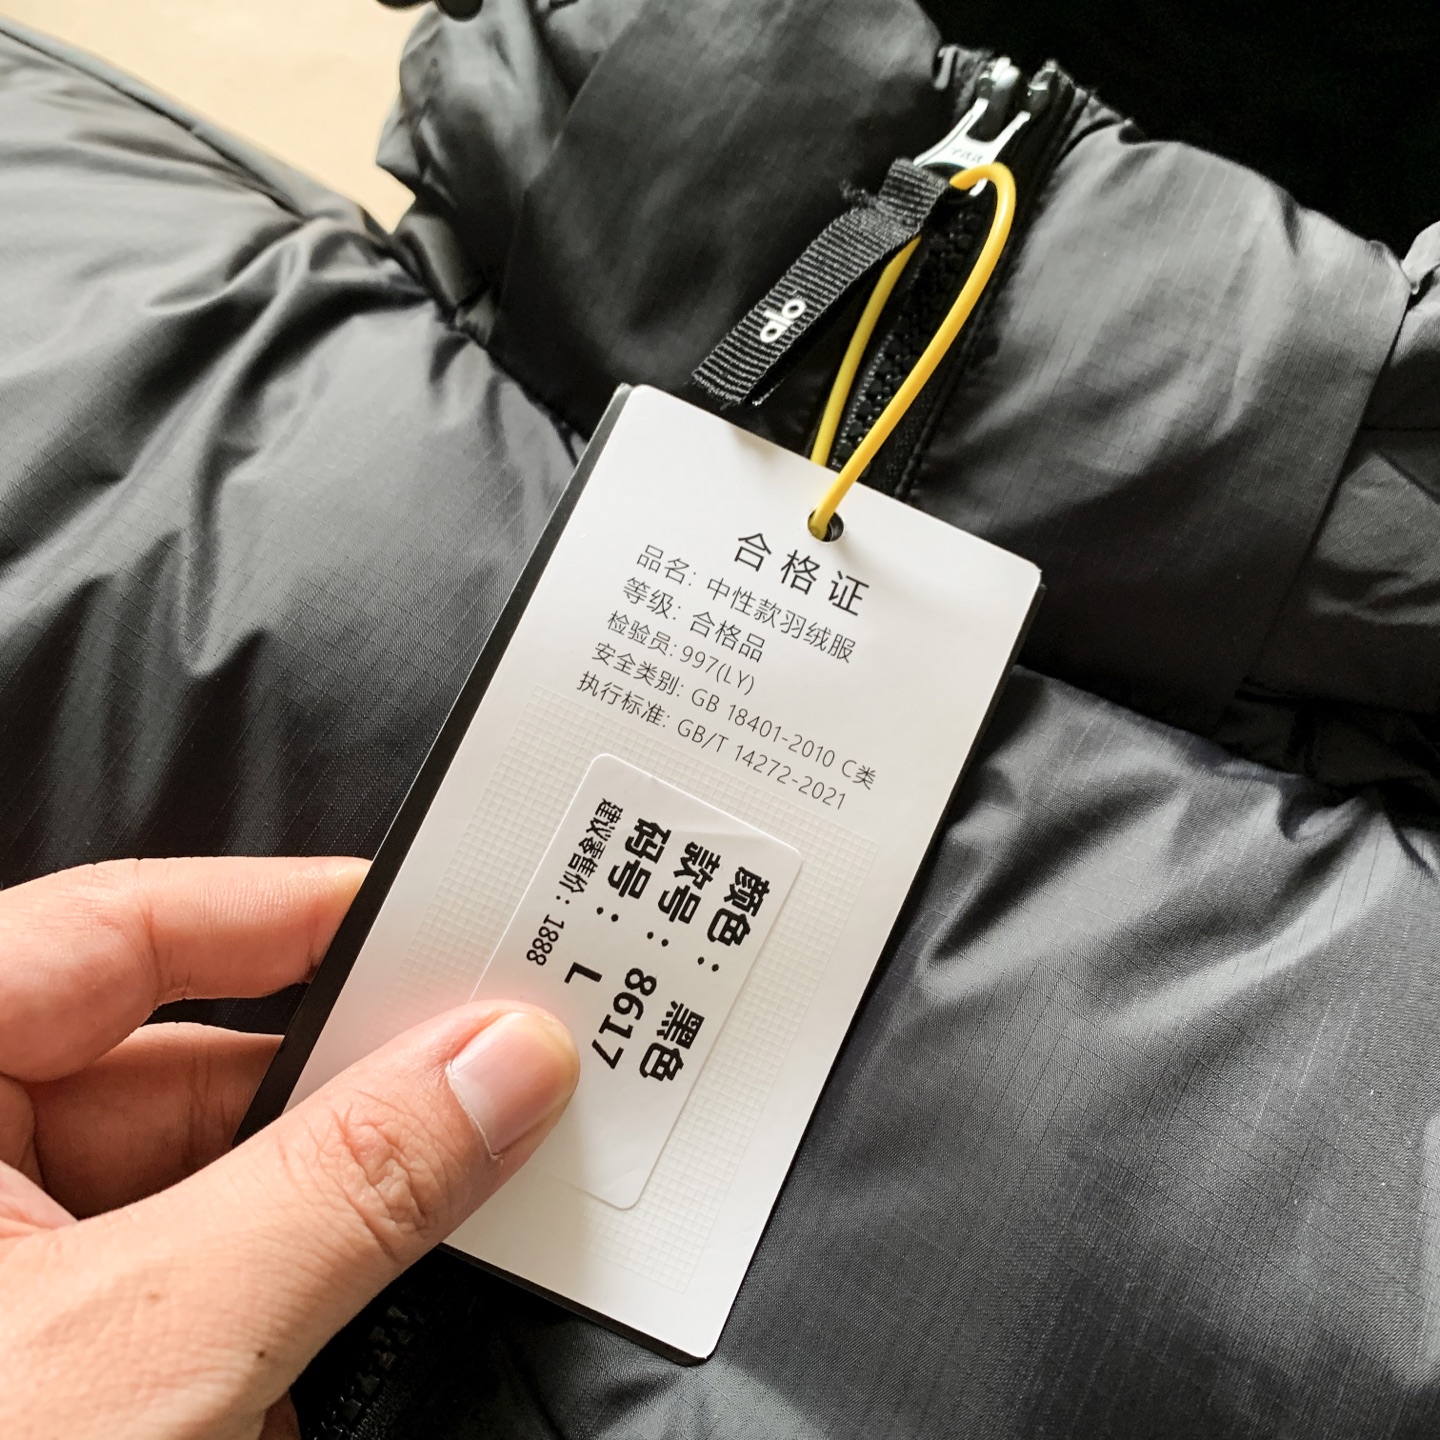 alo
合格证
品名: 中性款羽绒服
等级: 合格品
检验员: 997(LY)
安全类别: GB 18401-2010 C类
执行标准: GB/T 14272-2021
颜色: 黑色
款号: 8617
码号: L
建议零售价: 1888